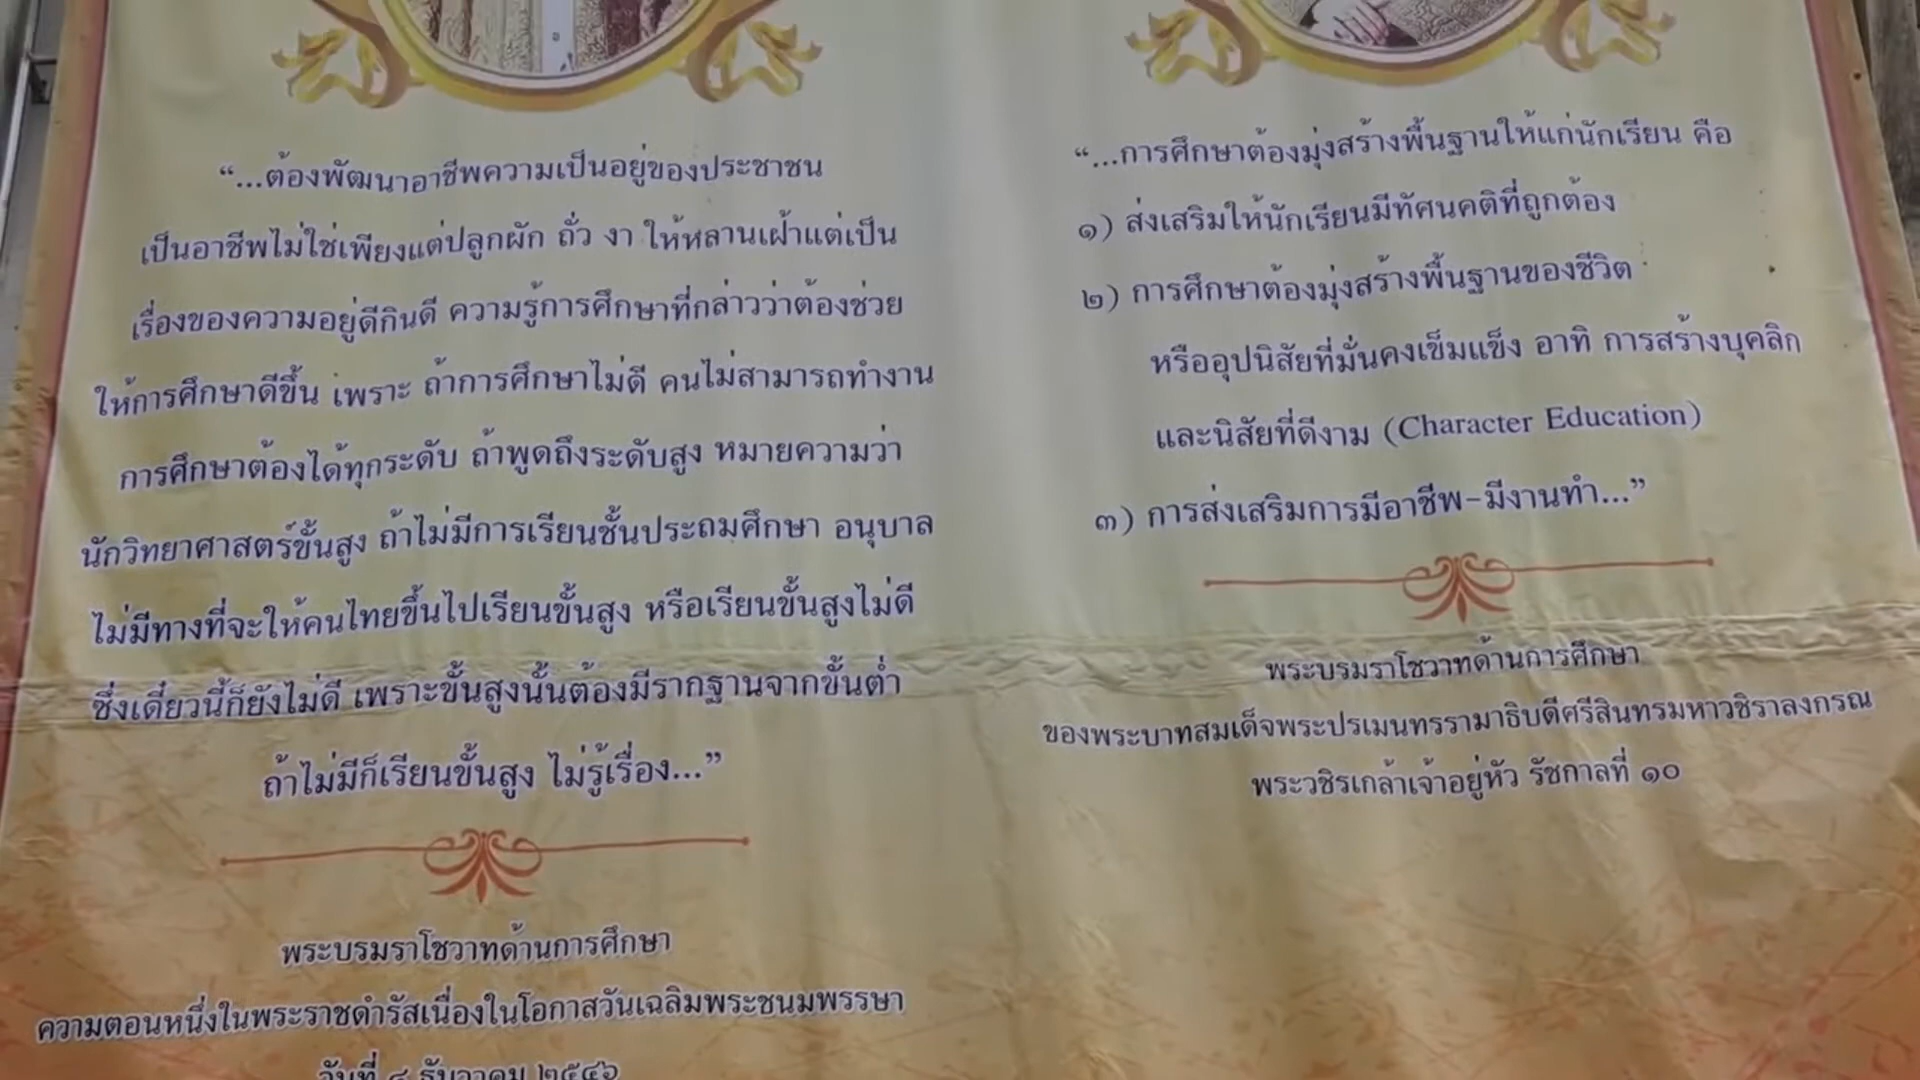 “...ต้องพัฒนาอาชีพความเป็นอยู่ของประชาชน
เป็นอาชีพไม่ใช่เพียงแต่ปลูกผัก ถั่ว งา ให้หลานเฝ้าแต่เป็น
เรื่องของความอยู่ดีกินดี ความรู้การศึกษาที่กล่าวว่าต้องช่วย
ให้การศึกษาดีขึ้น เพราะ ถ้าการศึกษาไม่ดี คนไม่สามารถทำงาน
การศึกษาต้องได้ทุกระดับ ถ้าพูดถึงระดับสูง หมายความว่า
นักวิทยาศาสตร์ขั้นสูง ถ้าไม่มีการเรียนชั้นประถมศึกษา อนุบาล
ไม่มีทางที่จะให้คนไทยขึ้นไปเรียนขั้นสูง หรือเรียนขั้นสูงไม่ดี
ซึ่งเดี๋ยวนี้ก็ยังไม่ดี เพราะขั้นสูงนั้นต้องมีรากฐานจากขั้นต่ำ
ถ้าไม่มีก็เรียนขั้นสูง ไม่รู้เรื่อง...”
พระบรมราโชวาทด้านการศึกษา
ความตอนหนึ่งในพระราชดำรัสเนื่องในโอกาสวันเฉลิมพระชนมพรรษา
วันที่ ๔ ธันวาคม ๒๕๔๖
“...การศึกษาต้องมุ่งสร้างพื้นฐานให้แก่นักเรียน คือ
๑) ส่งเสริมให้นักเรียนมีทัศนคติที่ถูกต้อง
๒) การศึกษาต้องมุ่งสร้างพื้นฐานของชีวิต
หรืออุปนิสัยที่มั่นคงเข็มแข็ง อาทิ การสร้างบุคลิก
และนิสัยที่ดีงาม (Character Education)
๓) การส่งเสริมการมีอาชีพ-มีงานทำ...”
พระบรมราโชวาทด้านการศึกษา
ของพระบาทสมเด็จพระปรเมนทรรามาธิบดีศรีสินทรมหาวชิราลงกรณ
พระวชิรเกล้าเจ้าอยู่หัว รัชกาลที่ ๑๐